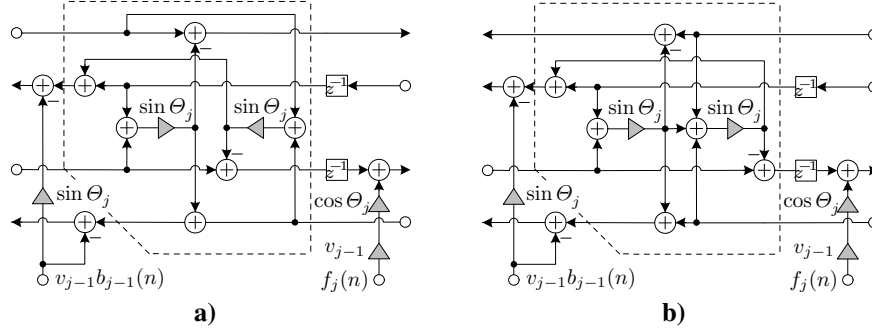 z⁻¹
sin Θ_j
sin Θ_j
z⁻¹
sin Θ_j
cos Θ_j
v_{j−1}
v_{j−1}b_{j−1}(n)
f_j(n)
a)
z⁻¹
sin Θ_j
sin Θ_j
z⁻¹
sin Θ_j
cos Θ_j
v_{j−1}
v_{j−1}b_{j−1}(n)
f_j(n)
b)